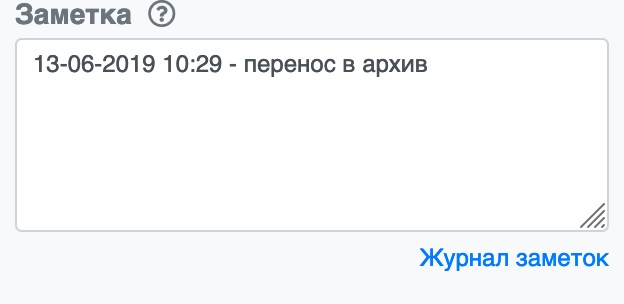 Заметка ?
13-06-2019 10:29 - перенос в архив
Журнал заметок